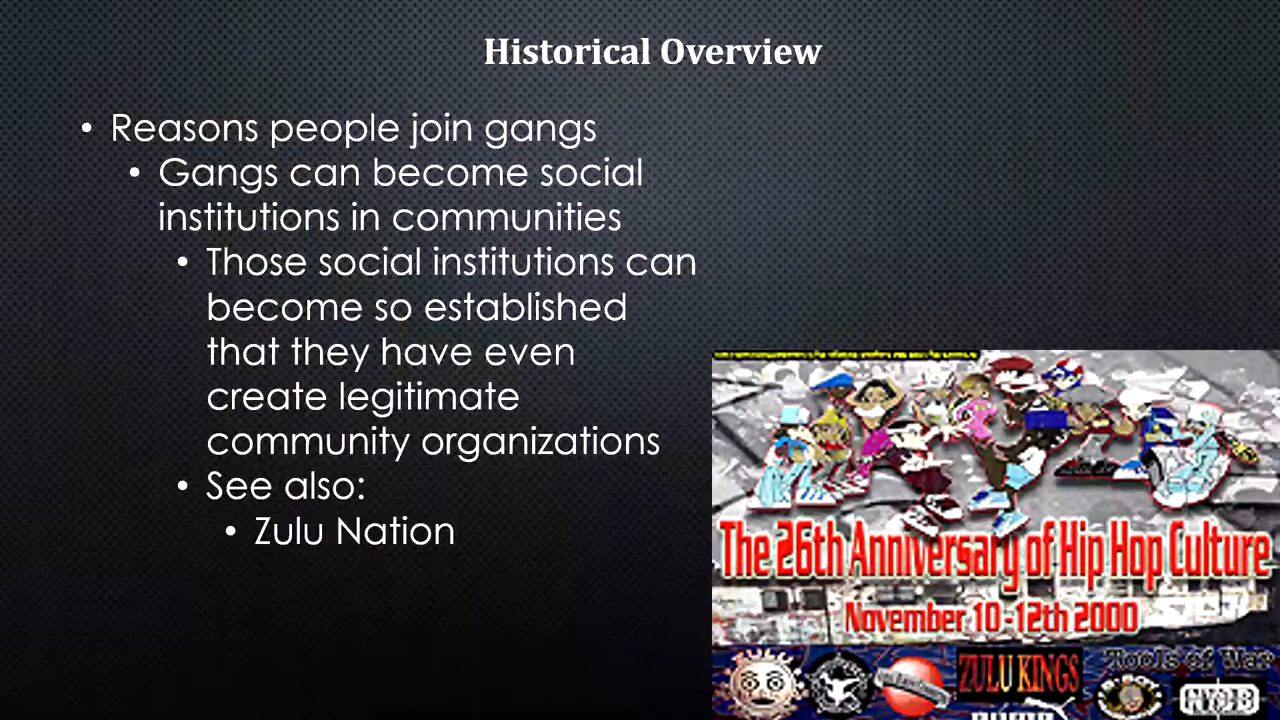 Historical Overview
• Reasons people join gangs
• Gangs can become social
institutions in communities
• Those social institutions can
become so established
that they have even
create legitimate
community organizations
• See also:
• Zulu Nation
The 26th Anniversary of Hip Hop Culture
November 10-12th 2000
ZULU
ZULU KINGS
Tools of War
PUMA